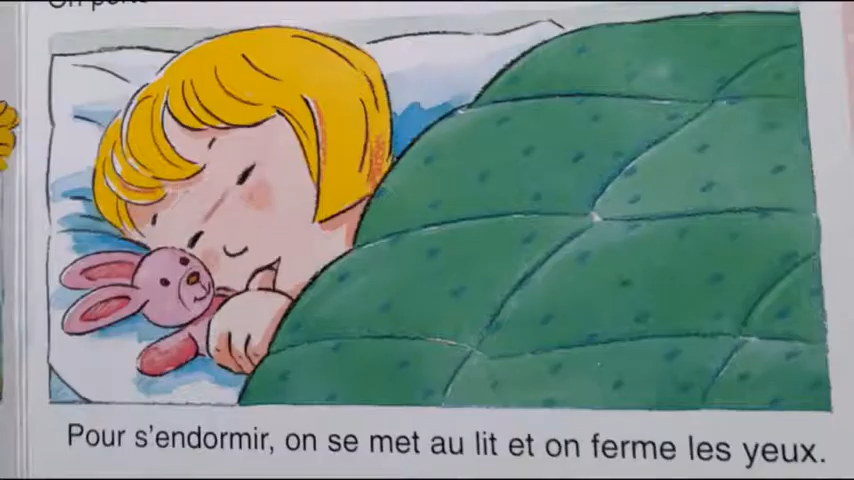 Pour s'endormir, on se met au lit et on ferme les yeux.